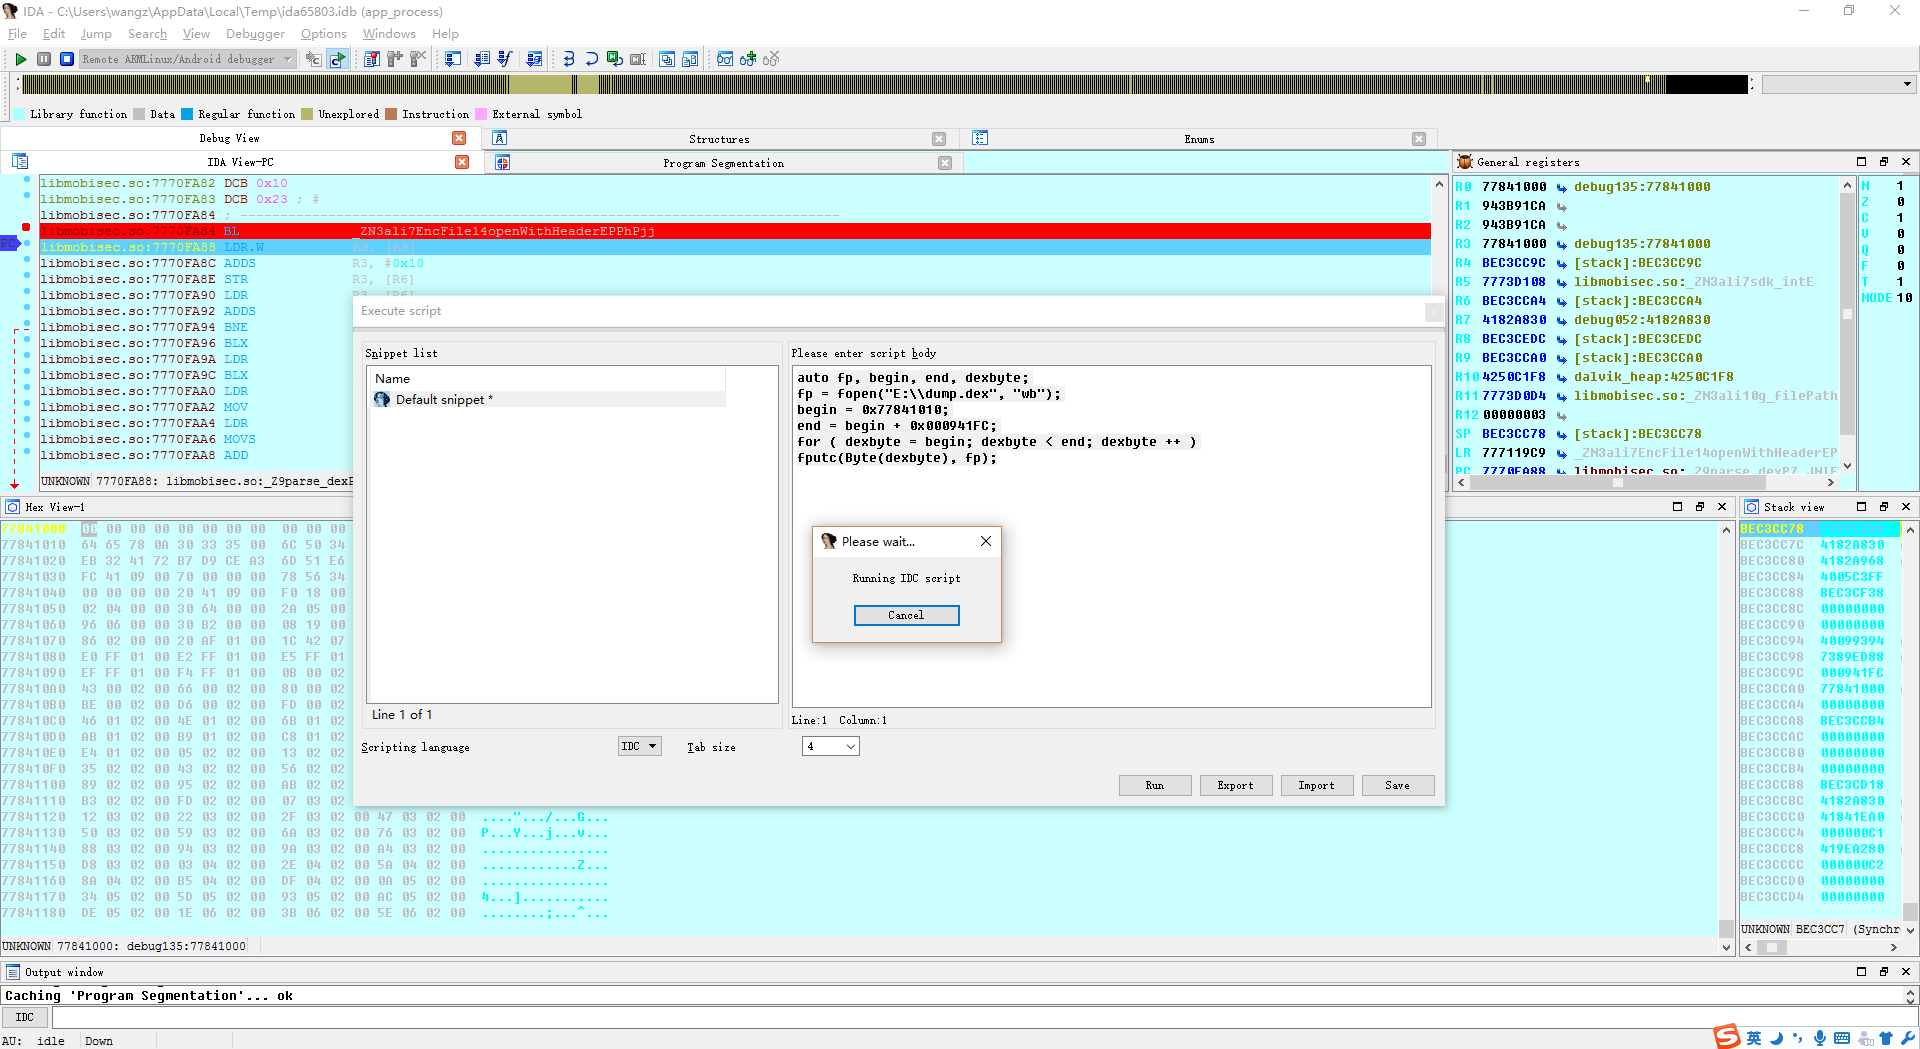 IDA - C:\Users\wangz\AppData\Local\Temp\ida65803.idb (app_process)
File Edit Jump Search View Debugger Options Windows Help
Remote ARMLinux/Android debugger
Library function Data Regular function Unexplored Instruction External symbol
Debug View Structures Enums
IDA View-PC Program Segmentation
libmobisec.so:7770FA82 DCB 0x10
libmobisec.so:7770FA83 DCB 0x23 ; #
libmobisec.so:7770FA84 ; ---------------------------------------------------------------------------
libmobisec.so:7770FA84 BL _ZN3ali7EncFile14openWithHeaderEPPhPjj
PC
libmobisec.so:7770FA88 LDR.W R3, [R9]
libmobisec.so:7770FA8C ADDS R3, #0x10
libmobisec.so:7770FA8E STR R3, [R6]
libmobisec.so:7770FA90 LDR R3, [R6]
libmobisec.so:7770FA92 ADDS
libmobisec.so:7770FA94 BNE
libmobisec.so:7770FA96 BLX
libmobisec.so:7770FA9A LDR
libmobisec.so:7770FA9C BLX
libmobisec.so:7770FAA0 LDR
libmobisec.so:7770FAA2 MOV
libmobisec.so:7770FAA4 LDR
libmobisec.so:7770FAA6 MOVS
libmobisec.so:7770FAA8 ADD
UNKNOWN 7770FA88: libmobisec.so:_Z9parse_dexP
General registers
R0 77841000 debug135:77841000
R1 943B91CA
R2 943B91CA
R3 77841000 debug135:77841000
R4 BEC3CC9C [stack]:BEC3CC9C
R5 7773D108 libmobisec.so:_ZN3ali7sdk_intE
R6 BEC3CCA4 [stack]:BEC3CCA4
R7 4182A830 debug052:4182A830
R8 BEC3CEDC [stack]:BEC3CEDC
R9 BEC3CCA0 [stack]:BEC3CCA0
R10 4250C1F8 dalvik_heap:4250C1F8
R11 7773D0D4 libmobisec.so:_ZN3ali10g_filePath
R12 00000003
SP BEC3CC78 [stack]:BEC3CC78
LR 777119C9 _ZN3ali7EncFile14openWithHeaderEP
PC 7770FA88 libmobisec.so:_Z9parse_dexP7_JNIE
N 1
Z 0
C 1
V 0
Q 0
F 0
T 1
MODE 10
Execute script
Snippet list
Name
Default snippet *
Line 1 of 1
Please enter script body
auto fp, begin, end, dexbyte;
fp = fopen("E:\\dump.dex", "wb");
begin = 0x77841010;
end = begin + 0x000941FC;
for ( dexbyte = begin; dexbyte < end; dexbyte ++ )
fputc(Byte(dexbyte), fp);
Please wait...
Running IDC script
Cancel
Line:1 Column:1
Scripting language IDC Tab size 4
Run Export Import Save
Hex View-1
77841000 00 00 00 00 00 00 00 00 00 00 00 00
77841010 64 65 78 0A 30 33 35 00 6C 50 34
77841020 EB 32 41 72 B7 D9 CE A3 6D 51 E6
77841030 FC 41 09 00 70 00 00 00 78 56 34
77841040 00 00 00 00 20 41 09 00 F0 18 00
77841050 02 04 00 00 30 64 00 00 2A 05 00
77841060 96 06 00 00 30 B2 00 00 08 19 00
77841070 86 02 00 00 20 AF 01 00 1C 42 07
77841080 E0 FF 01 00 E2 FF 01 00 E5 FF 01
77841090 EF FF 01 00 F4 FF 01 00 0B 00 02
778410A0 43 00 02 00 66 00 02 00 80 00 02
778410B0 BE 00 02 00 D6 00 02 00 FD 00 02
778410C0 46 01 02 00 4E 01 02 00 6B 01 02
778410D0 AB 01 02 00 B9 01 02 00 C8 01 02
778410E0 E4 01 02 00 05 02 02 00 13 02 02
778410F0 35 02 02 00 43 02 02 00 56 02 02
77841100 89 02 02 00 95 02 02 00 AB 02 02
77841110 B3 02 02 00 FD 02 02 00 07 03 02
77841120 12 03 02 00 22 03 02 00 2F 03 02 00 47 03 02 00 ....".../...G...
77841130 50 03 02 00 59 03 02 00 6A 03 02 00 76 03 02 00 P...Y...j...v...
77841140 88 03 02 00 94 03 02 00 9A 03 02 00 A4 03 02 00 ................
77841150 D8 03 02 00 03 04 02 00 2E 04 02 00 5A 04 02 00 ............Z...
77841160 8A 04 02 00 B5 04 02 00 DF 04 02 00 0A 05 02 00 ................
77841170 34 05 02 00 5D 05 02 00 93 05 02 00 AC 05 02 00 4...]...........
77841180 DE 05 02 00 1E 06 02 00 3B 06 02 00 5E 06 02 00 ........;...^...
UNKNOWN 77841000: debug135:77841000
Stack view
BEC3CC78
BEC3CC7C 4182A830
BEC3CC80 4182A968
BEC3CC84 4005C3FF
BEC3CC88 BEC3CF38
BEC3CC8C 00000000
BEC3CC90 00000000
BEC3CC94 40099394
BEC3CC98 7389ED88
BEC3CC9C 000941FC
BEC3CCA0 77841000
BEC3CCA4 00000000
BEC3CCA8 BEC3CCB4
BEC3CCAC 00000000
BEC3CCB0 00000000
BEC3CCB4 00000000
BEC3CCB8 BEC3CD18
BEC3CCBC 4182A830
BEC3CCC0 41841EA0
BEC3CCC4 000000C1
BEC3CCC8 419EA280
BEC3CCCC 000000C2
BEC3CCD0 00000000
BEC3CCD4 00000000
UNKNOWN BEC3CC7 (Synchr
Output window
Caching 'Program Segmentation'... ok
IDC
AU: idle Down
英